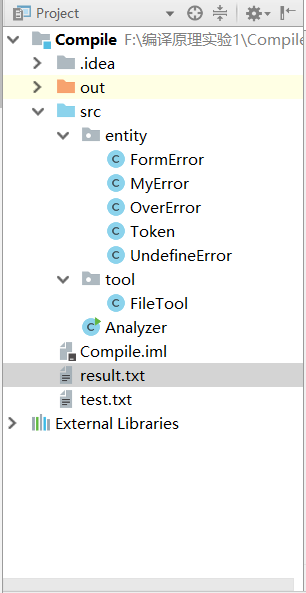 Project
Compile F:\编译原理实验1\Compile
.idea
out
src
entity
FormError
MyError
OverError
Token
UndefineError
tool
FileTool
Analyzer
Compile.iml
result.txt
test.txt
External Libraries